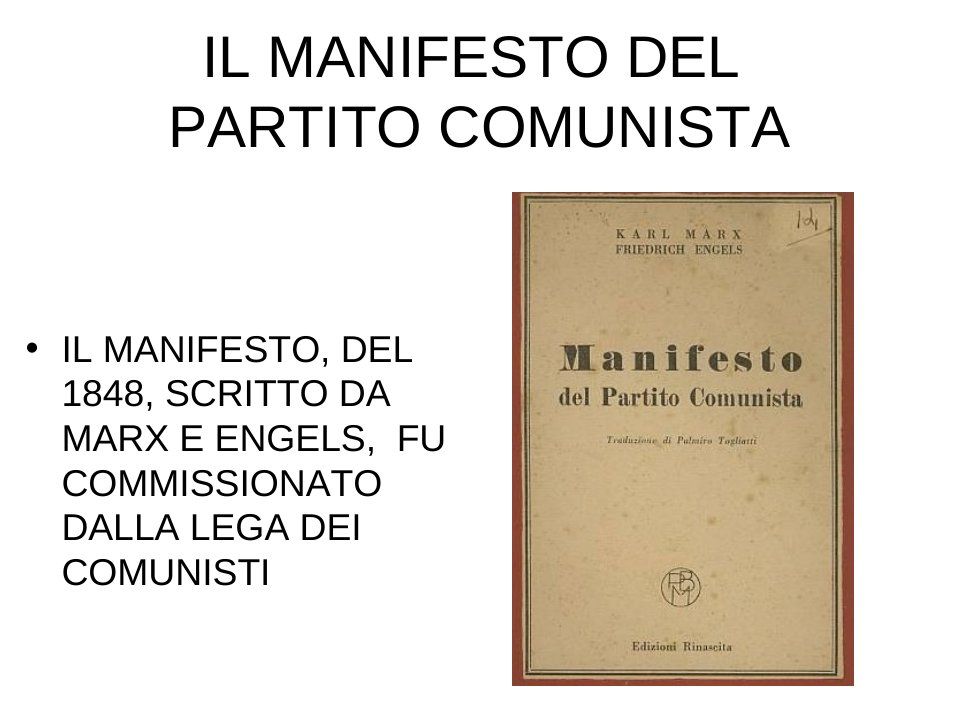 IL MANIFESTO DEL
PARTITO COMUNISTA
• IL MANIFESTO, DEL
1848, SCRITTO DA
MARX E ENGELS, FU
COMMISSIONATO
DALLA LEGA DEI
COMUNISTI
KARL MARX
FRIEDRICH ENGELS
Manifesto
del Partito Comunista
Traduzione di Palmiro Togliatti
Edizioni Rinascita